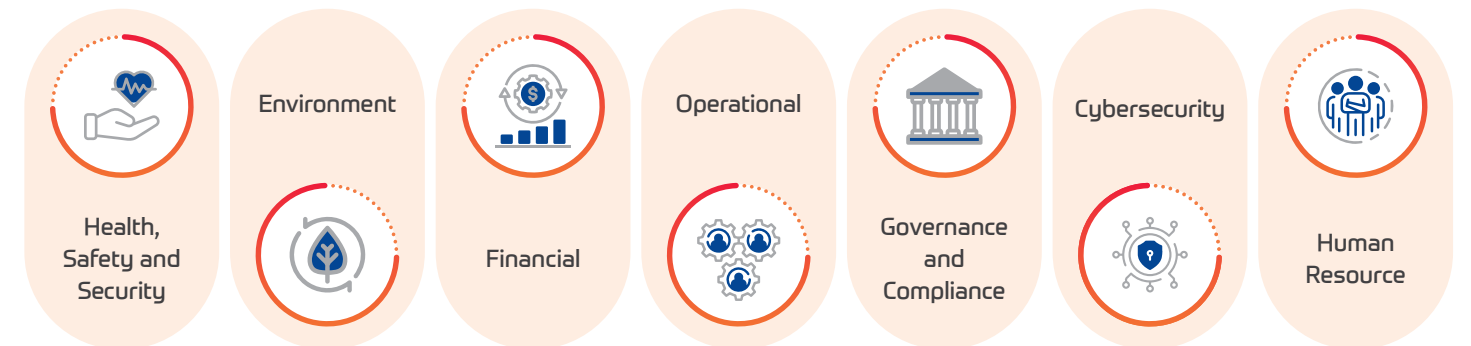 Health,
Safety and
Security
Environment
$
Financial
Operational
Governance
and
Compliance
Cybersecurity
Human
Resource